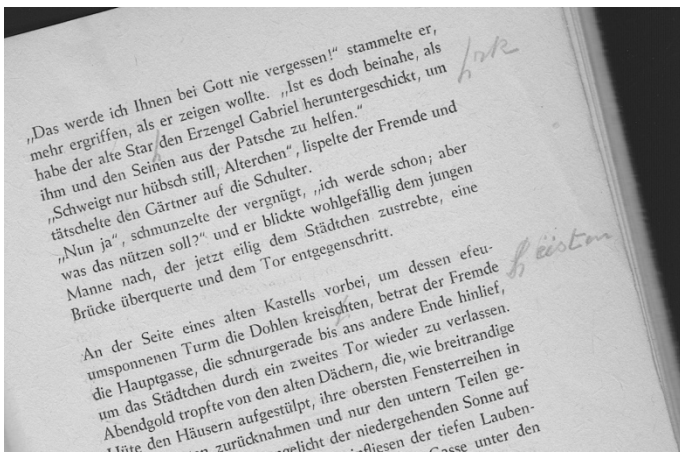 „Das werde ich Ihnen bei Gott nie vergessen!“ stammelte er,
mehr ergriffen, als er zeigen wollte. „Ist es doch beinahe, als
habe der alte Star den Erzengel Gabriel heruntergeschickt, um
ihm und den Seinen aus der Patsche zu helfen.“
„Schweigt nur hübsch still, Alterchen“, lispelte der Fremde und
tätschelte den Gärtner auf die Schulter.
„Nun ja“, schmunzelte der vergnügt, „ich werde schon; aber
was das nützen soll?“ und er blickte wohlgefällig dem jungen
Manne nach, der jetzt eilig dem Städtchen zustrebte, eine
Brücke überquerte und dem Tor entgegenschritt.
An der Seite eines alten Kastells vorbei, um dessen efeu-
umsponnenen Turm die Dohlen kreischten, betrat der Fremde
die Hauptgasse, die schnurgerade bis ans andere Ende hinlief,
um das Städtchen durch ein zweites Tor wieder zu verlassen.
Abendgold tropfte von den alten Dächern, die, wie breitrandige
Hüte den Häusern aufgestülpt, ihre obersten Fensterreihen in
zurücknahmen und nur den untern Teilen ge-
der niedergehenden Sonne auf
der tiefen Lauben-
Gasse unter den